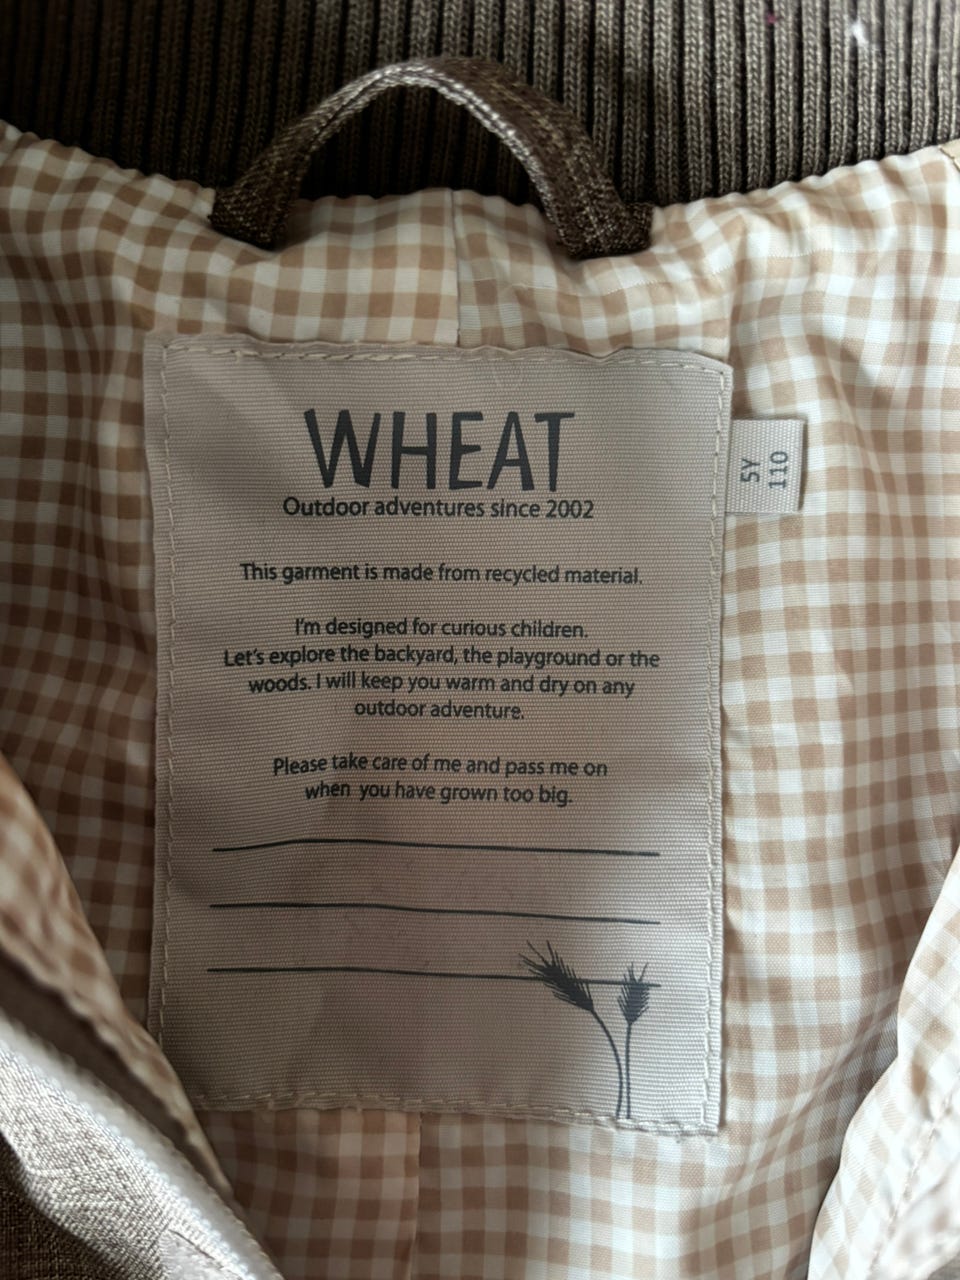 WHEAT
Outdoor adventures since 2002
This garment is made from recycled material.
I'm designed for curious children.
Let's explore the backyard, the playground or the
woods. I will keep you warm and dry on any
outdoor adventure.
Please take care of me and pass me on
when you have grown too big.
5Y
110